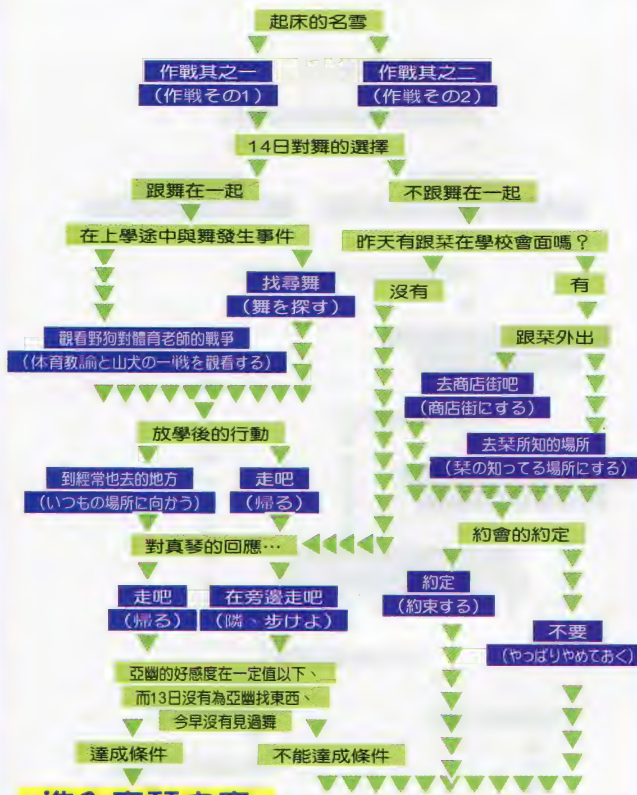 起床的名雪
作戰其之一
(作戦その1)
作戰其之二
(作戦その2)
14日對舞的選擇
跟舞在一起
不跟舞在一起
在上學途中與舞發生事件
昨天有跟栞在學校會面嗎？
找尋舞
(舞を探す)
沒有
有
觀看野狗對體育老師的戰爭
(体育教諭と山犬の一戦を観看する)
跟栞外出
去商店街吧
(商店街にする)
去栞所知的場所
(栞の知ってる場所にする)
放學後的行動
到經常也去的地方
(いつもの場所に向かう)
走吧
(帰る)
對真琴的回應…
約會的約定
走吧
(帰る)
在旁邊走吧
(隣、歩けよ)
約定
(約束する)
不要
(やっぱりやめておく)
亞幽的好感度在一定值以下、
而13日沒有為亞幽找東西、
今早沒有見過舞
達成條件
不能達成條件